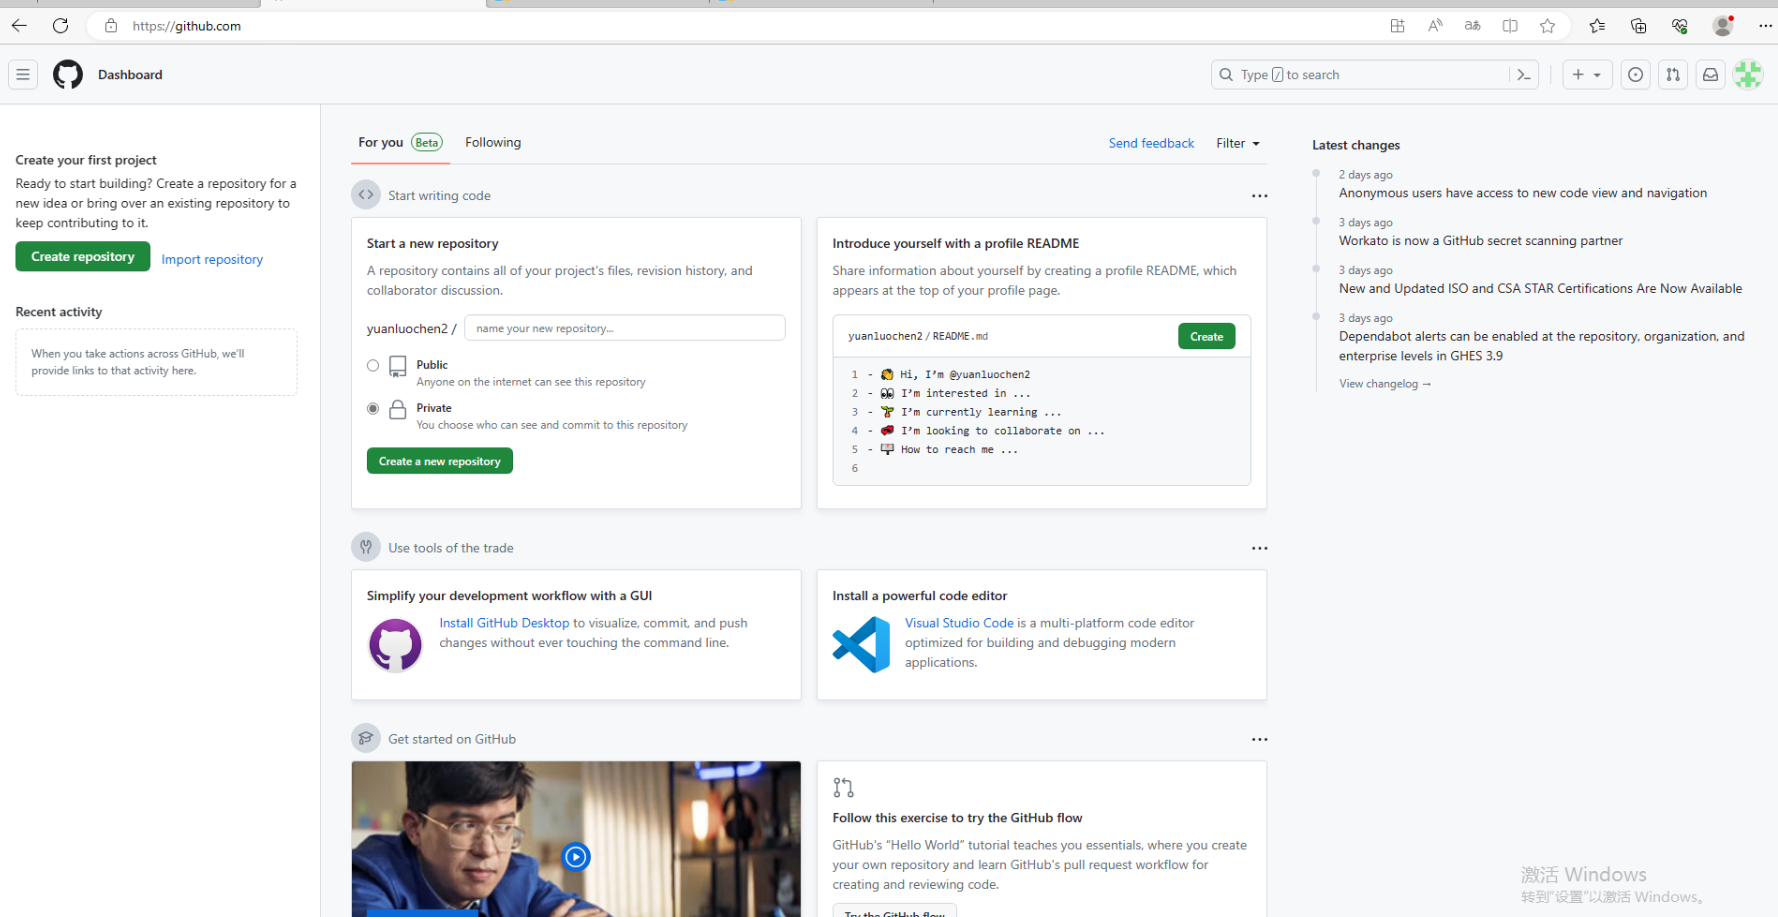 https://github.com
Dashboard
Type / to search
Create your first project
Ready to start building? Create a repository for a
new idea or bring over an existing repository to
keep contributing to it.
Create repository
Import repository
Recent activity
When you take actions across GitHub, we'll
provide links to that activity here.
For you Beta
Following
Send feedback
Filter
Start writing code
Start a new repository
A repository contains all of your project's files, revision history, and
collaborator discussion.
yuanluochen2 /
name your new repository...
Public
Anyone on the internet can see this repository
Private
You choose who can see and commit to this repository
Create a new repository
Introduce yourself with a profile README
Share information about yourself by creating a profile README, which
appears at the top of your profile page.
yuanluochen2 / README.md
Create
1 - 👋 Hi, I’m @yuanluochen2
2 - 👀 I’m interested in ...
3 - 🌱 I’m currently learning ...
4 - 💞️ I’m looking to collaborate on ...
5 - 📫 How to reach me ...
6
Use tools of the trade
Simplify your development workflow with a GUI
Install GitHub Desktop to visualize, commit, and push
changes without ever touching the command line.
Install a powerful code editor
Visual Studio Code is a multi-platform code editor
optimized for building and debugging modern
applications.
Get started on GitHub
Follow this exercise to try the GitHub flow
GitHub's “Hello World” tutorial teaches you essentials, where you create
your own repository and learn GitHub's pull request workflow for
creating and reviewing code.
Try the GitHub flow
Latest changes
2 days ago
Anonymous users have access to new code view and navigation
3 days ago
Workato is now a GitHub secret scanning partner
3 days ago
New and Updated ISO and CSA STAR Certifications Are Now Available
3 days ago
Dependabot alerts can be enabled at the repository, organization, and
enterprise levels in GHES 3.9
View changelog →
激活 Windows
转到“设置”以激活 Windows。